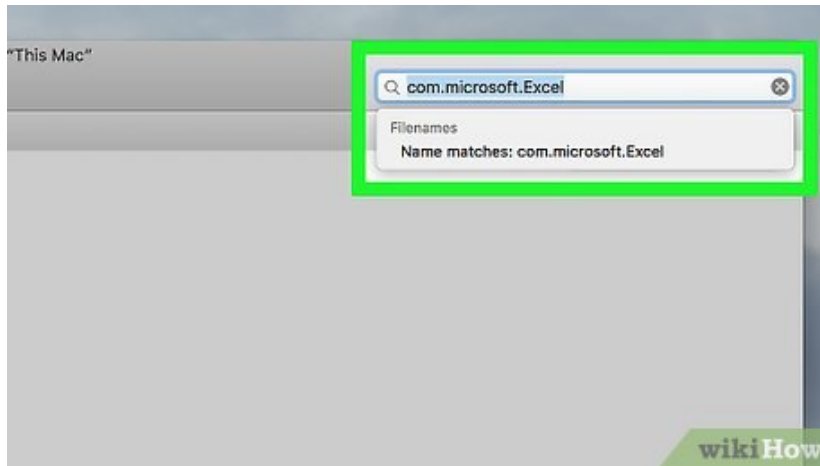 "This Mac"
com.microsoft.Excel
Filenames
Name matches: com.microsoft.Excel
wikiHow